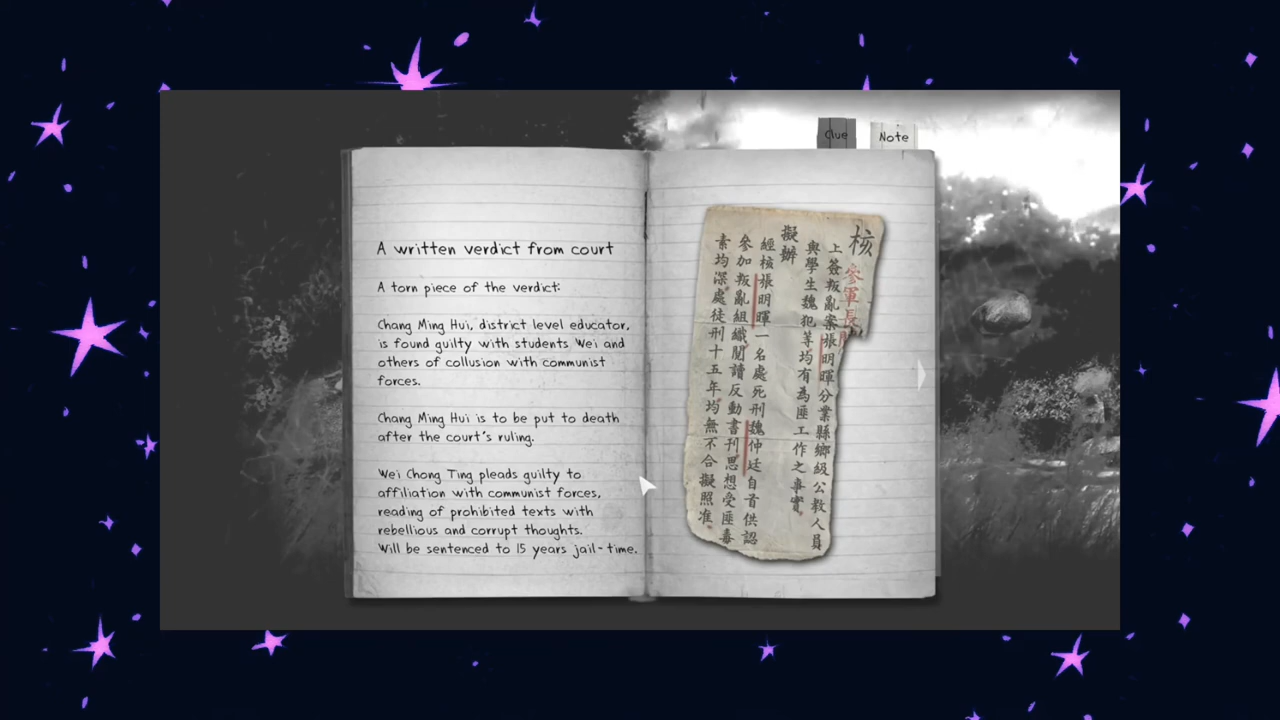 Clue
Note
A written verdict from court
A torn piece of the verdict:
Chang Ming Hui, district level educator,
is found guilty with students Wei and
others of collusion with communist
forces.
Chang Ming Hui is to be put to death
after the court's ruling.
Wei Chong Ting pleads guilty to
affiliation with communist forces,
reading of prohibited texts with
rebellious and corrupt thoughts.
Will be sentenced to 15 years jail-time.
核
參軍長
上簽叛亂案張明暉分業縣鄉級公教人員
與學生魏犯等均有為匪工作之事實
擬辦
經核張明暉一名處死刑魏仲廷自首供認
參加叛亂組織閱讀反動書刊思想受匪毒
素均深處徒刑十五年均無不合擬照准